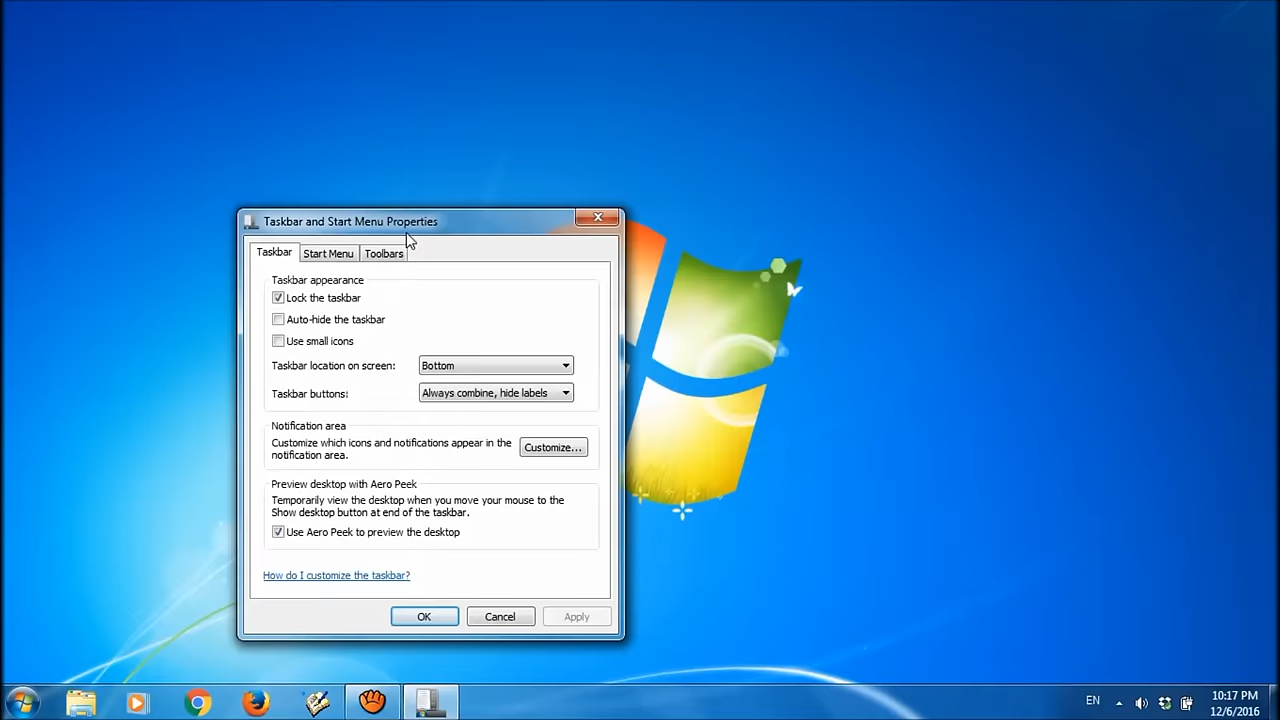 Taskbar and Start Menu Properties
Taskbar
Start Menu
Toolbars
Taskbar appearance
Lock the taskbar
Auto-hide the taskbar
Use small icons
Taskbar location on screen:
Bottom
Taskbar buttons:
Always combine, hide labels
Notification area
Customize which icons and notifications appear in the
notification area.
Customize...
Preview desktop with Aero Peek
Temporarily view the desktop when you move your mouse to the
Show desktop button at end of the taskbar.
Use Aero Peek to preview the desktop
How do I customize the taskbar?
OK
Cancel
Apply
EN
10:17 PM
12/6/2016